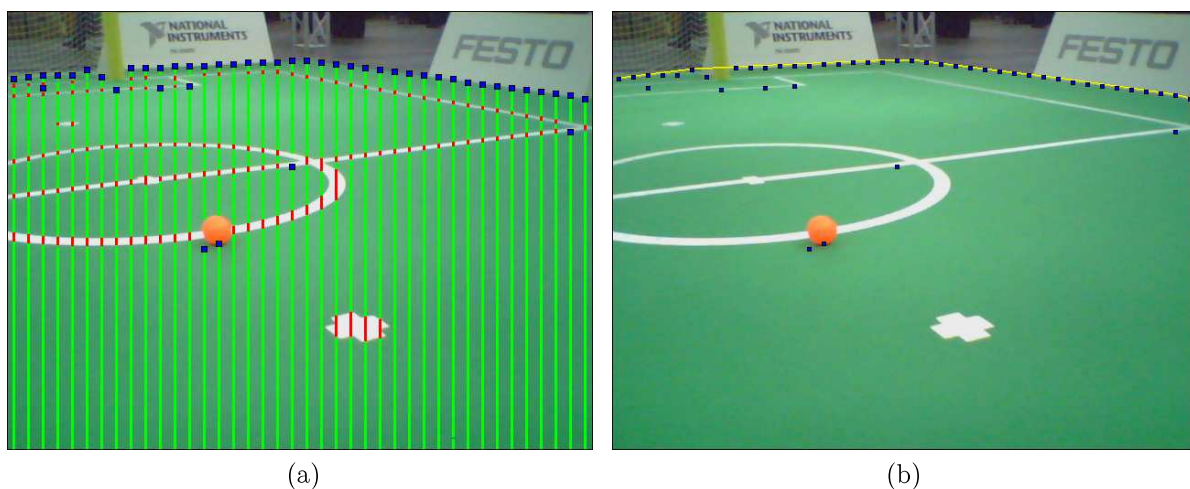 NATIONAL
INSTRUMENTS
FESTO
NATIONAL
INSTRUMENTS
FESTO
(a)
(b)